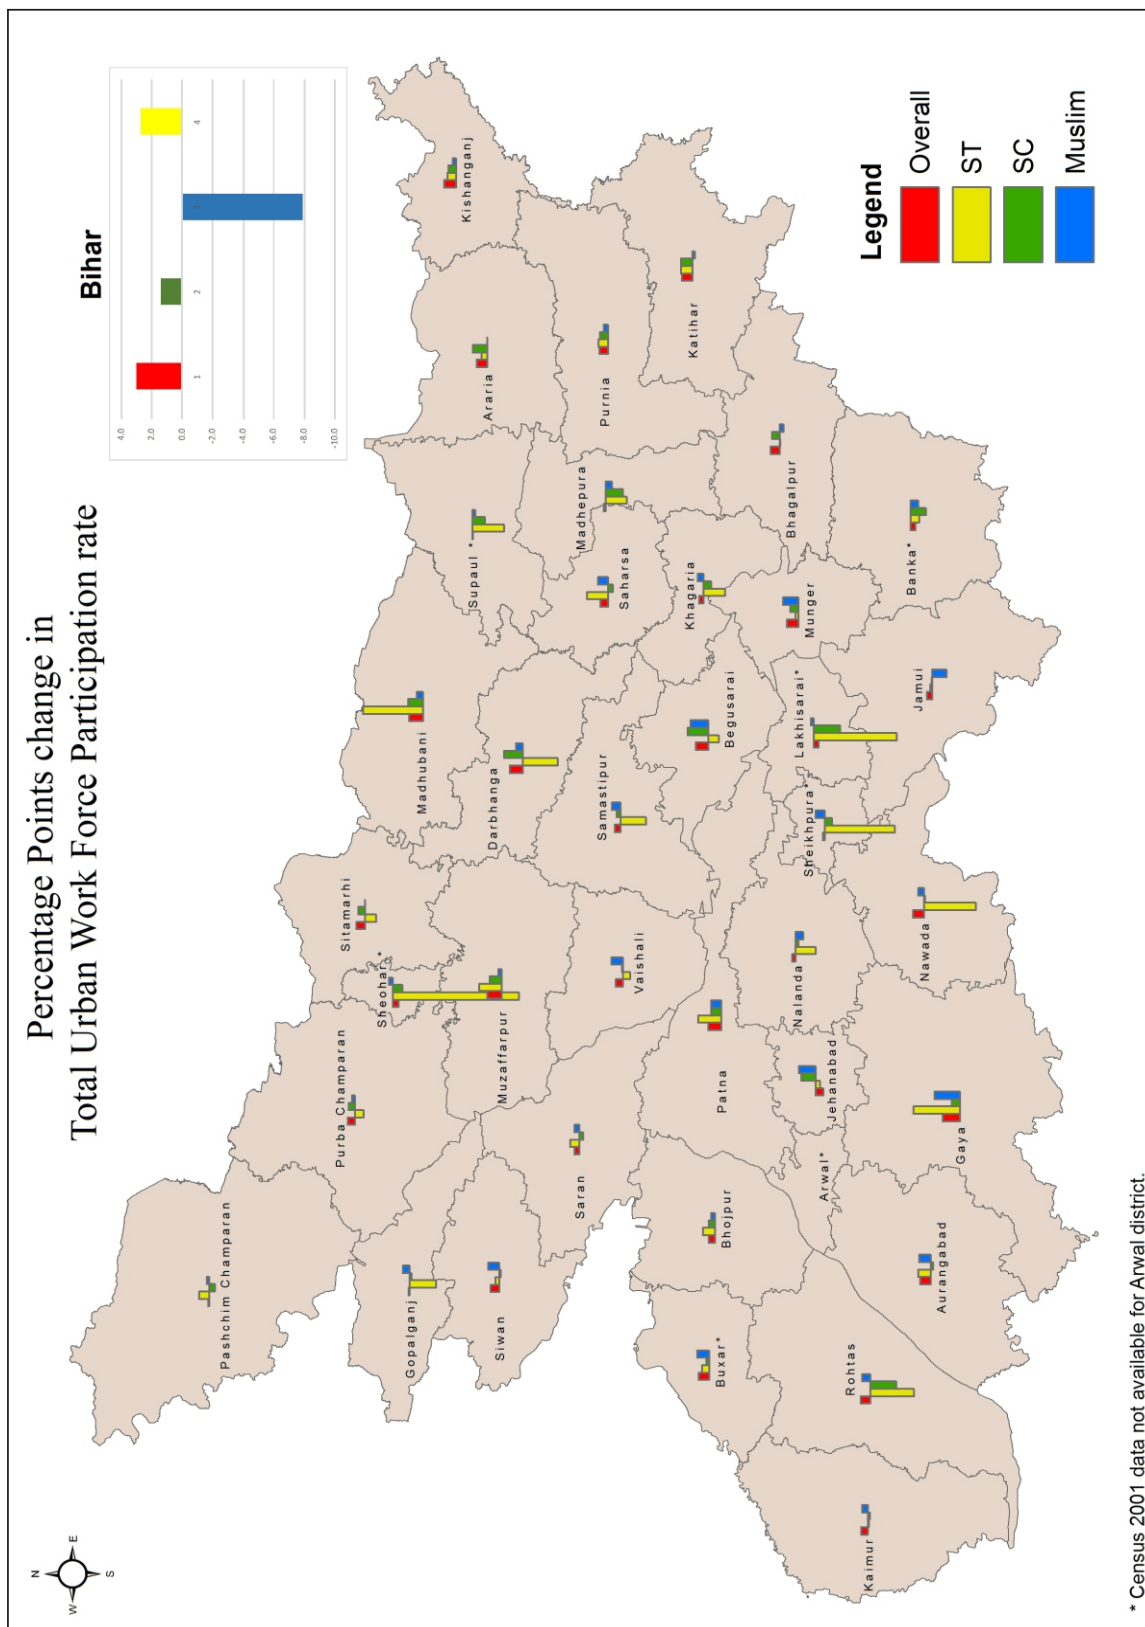 Percentage Points change in
Total Urban Work Force Participation rate
N
W
E
S
Bihar
4.0
2.0
0.0
-2.0
-4.0
-6.0
-8.0
-10.0
1
2
3
4
Pashchim Champaran
Purba Champaran
Sheohar*
Sitamarhi
Madhubani
Supaul *
Araria
Kishanganj
Gopalganj
Siwan
Saran
Muzaffarpur
Darbhanga
Samastipur
Vaishali
Saharsa
Madhepura
Purnia
Katihar
Khagaria
Begusarai
Bhagalpur
Munger
Banka*
Jamui
Lakhisarai*
Sheikhpura*
Nawada
Nalanda
Patna
Jehanabad
Arwal*
Gaya
Bhojpur
Buxar*
Rohtas
Aurangabad
Kaimur
Legend
Overall
ST
SC
Muslim
* Census 2001 data not available for Arwal district.